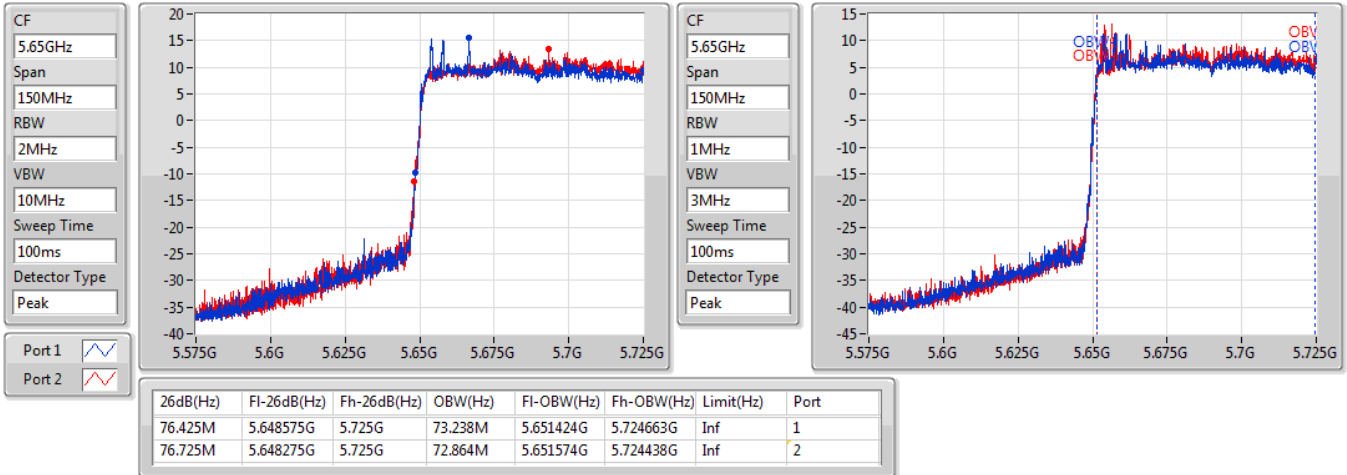 CF
5.65GHz
Span
150MHz
RBW
2MHz
VBW
10MHz
Sweep Time
100ms
Detector Type
Peak
Port 1
Port 2
20
15
10
5
0
-5
-10
-15
-20
-25
-30
-35
-40
5.575G 5.6G 5.625G 5.65G 5.675G 5.7G 5.725G
CF
5.65GHz
Span
150MHz
RBW
1MHz
VBW
3MHz
Sweep Time
100ms
Detector Type
Peak
15
10
5
0
-5
-10
-15
-20
-25
-30
-35
-40
-45
OBW
OBW
OBW
OBW
5.575G 5.6G 5.625G 5.65G 5.675G 5.7G 5.725G
26dB(Hz) Fl-26dB(Hz) Fh-26dB(Hz) OBW(Hz) Fl-OBW(Hz) Fh-OBW(Hz) Limit(Hz) Port
76.425M 5.648575G 5.725G 73.238M 5.651424G 5.724663G Inf 1
76.725M 5.648275G 5.725G 72.864M 5.651574G 5.724438G Inf 2